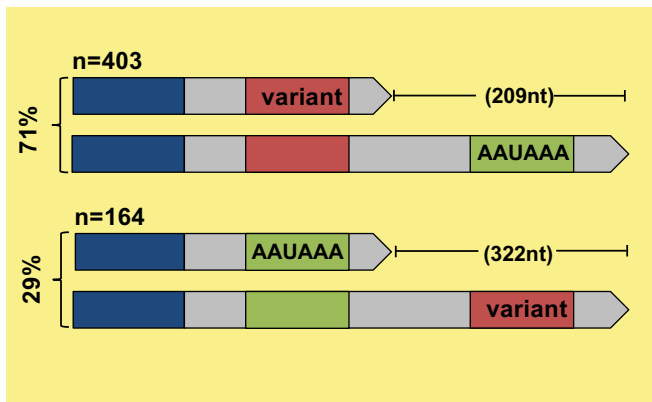 n=403
variant
(209nt)
71%
AAUAAA
n=164
AAUAAA
(322nt)
29%
variant